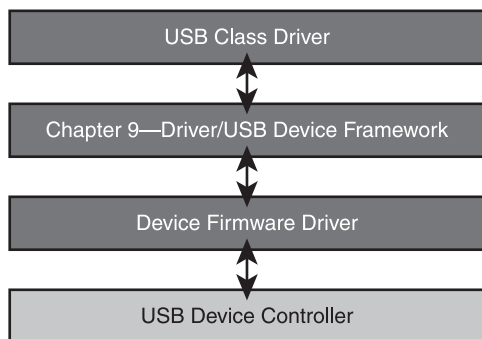 USB Class Driver
Chapter 9—Driver/USB Device Framework
Device Firmware Driver
USB Device Controller